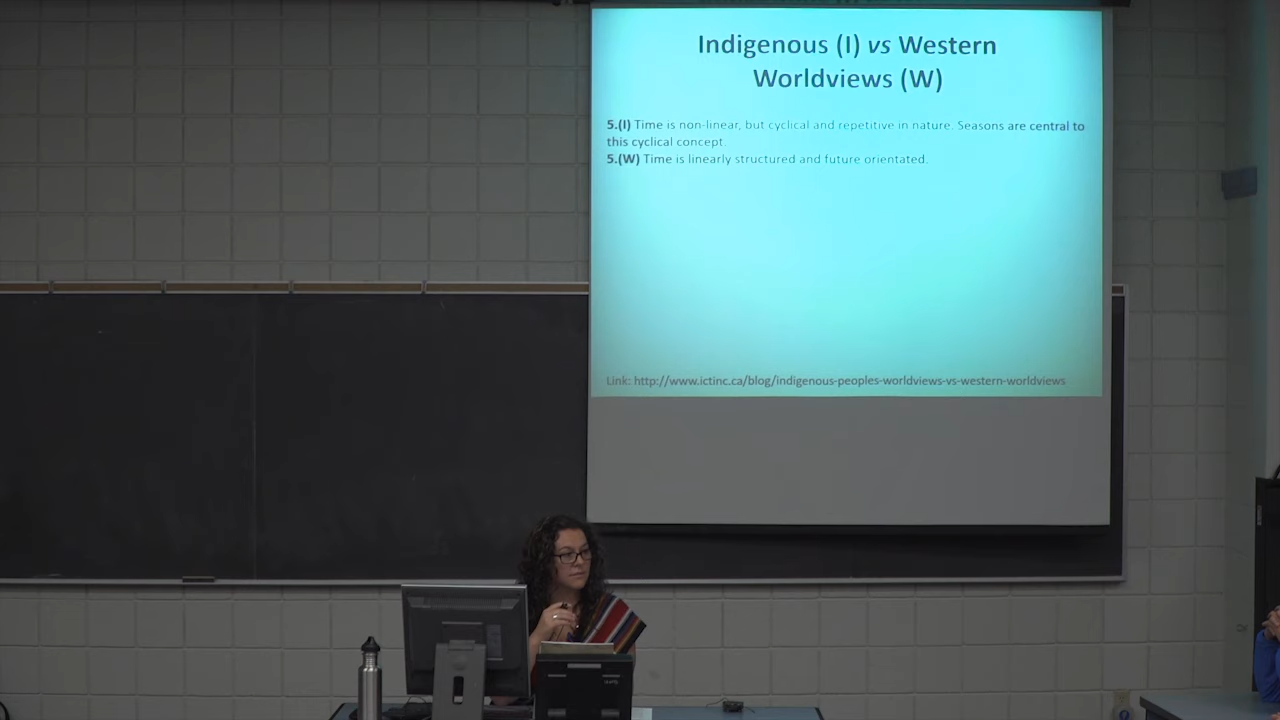 Indigenous (I) vs Western
Worldviews (W)
5.(I) Time is non-linear, but cyclical and repetitive in nature. Seasons are central to
this cyclical concept.
5.(W) Time is linearly structured and future orientated.
Link: http://www.ictinc.ca/blog/indigenous-peoples-worldviews-vs-western-worldviews